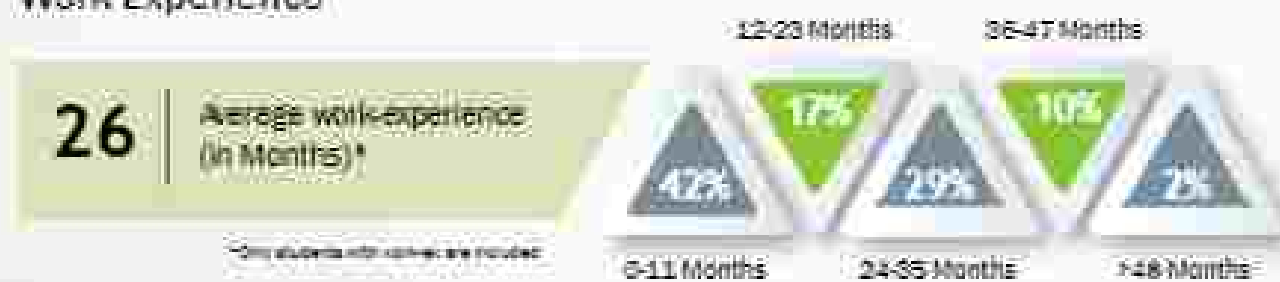 Work Experience
12-23 Months
36-47 Months
26
Average work-experience
(in Months)*
17%
10%
42%
29%
2%
*Only students with work-ex are included
0-11 Months
24-35 Months
>48 Months